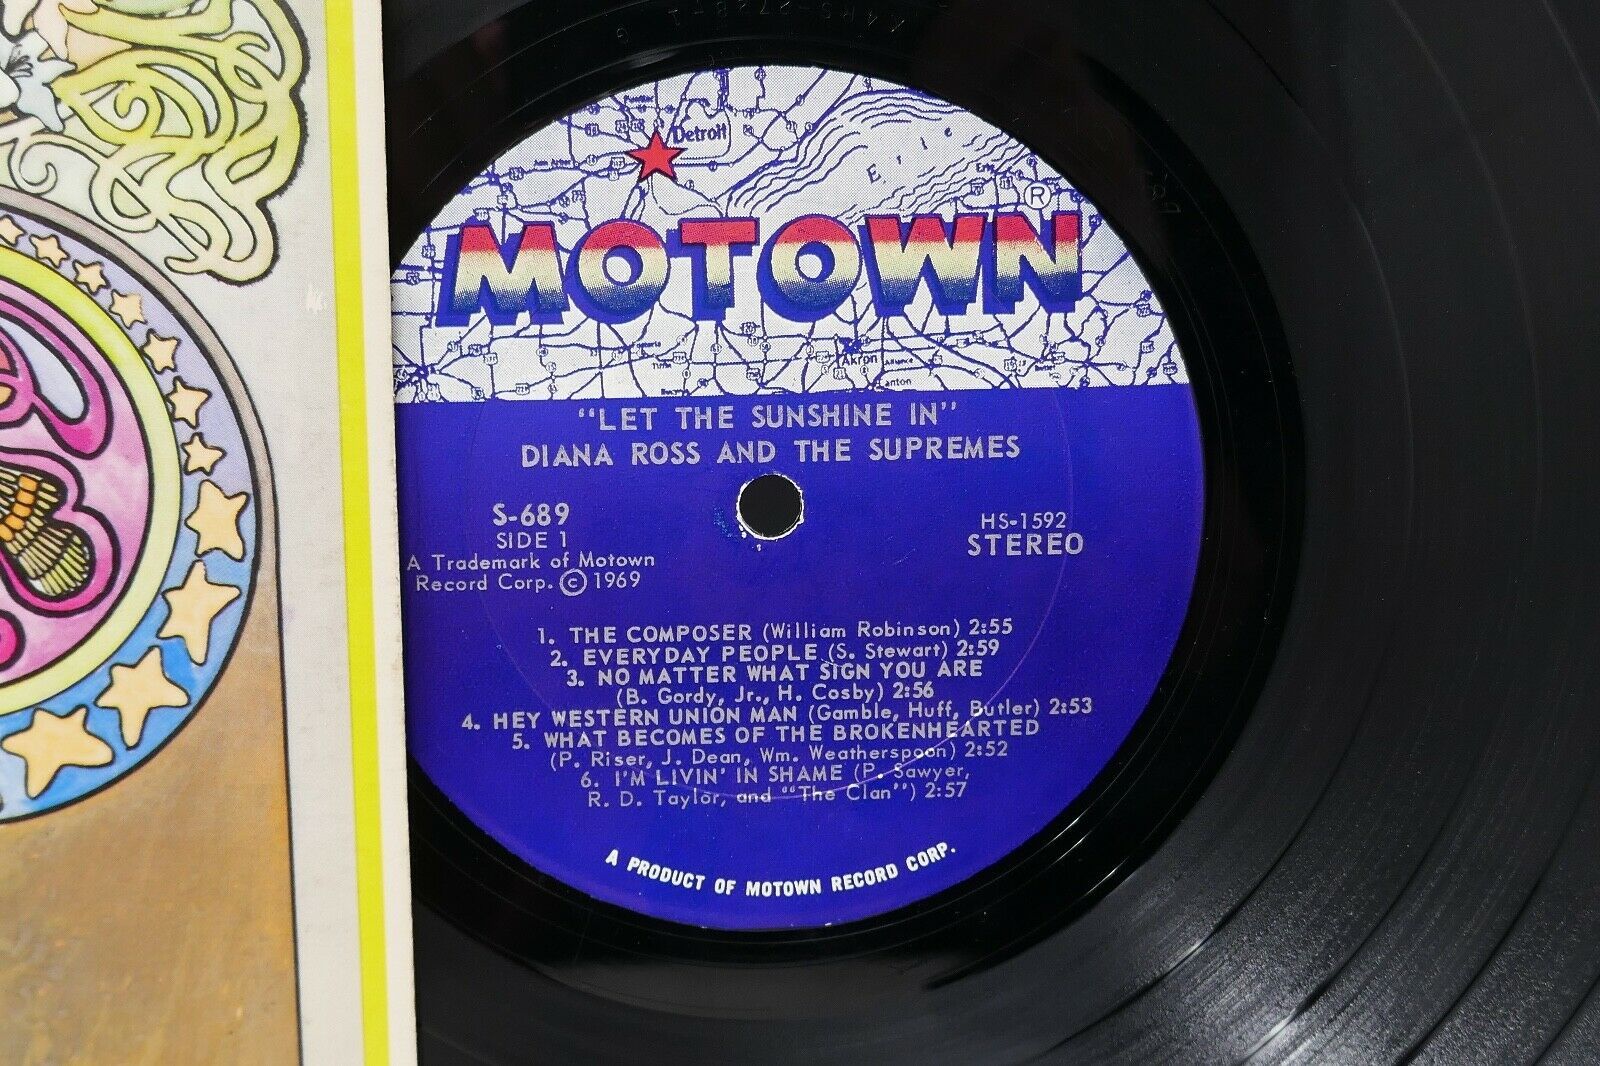 Detroit
Ann Arbor
Erie
®
MOTOWN
Akron
anton
"LET THE SUNSHINE IN"
DIANA ROSS AND THE SUPREMES
S-689
SIDE 1
HS-1592
STEREO
A Trademark of Motown
Record Corp. © 1969
1. THE COMPOSER (William Robinson) 2:55
2. EVERYDAY PEOPLE (S. Stewart) 2:59
3. NO MATTER WHAT SIGN YOU ARE
(B. Gordy, Jr., H. Cosby) 2:56
4. HEY WESTERN UNION MAN (Gamble, Huff, Butler) 2:53
5. WHAT BECOMES OF THE BROKENHEARTED
(P. Riser, J. Dean, Wm. Weatherspoon) 2:52
6. I'M LIVIN' IN SHAME (P. Sawyer,
R. D. Taylor, and "The Clan") 2:57
A PRODUCT OF MOTOWN RECORD CORP.